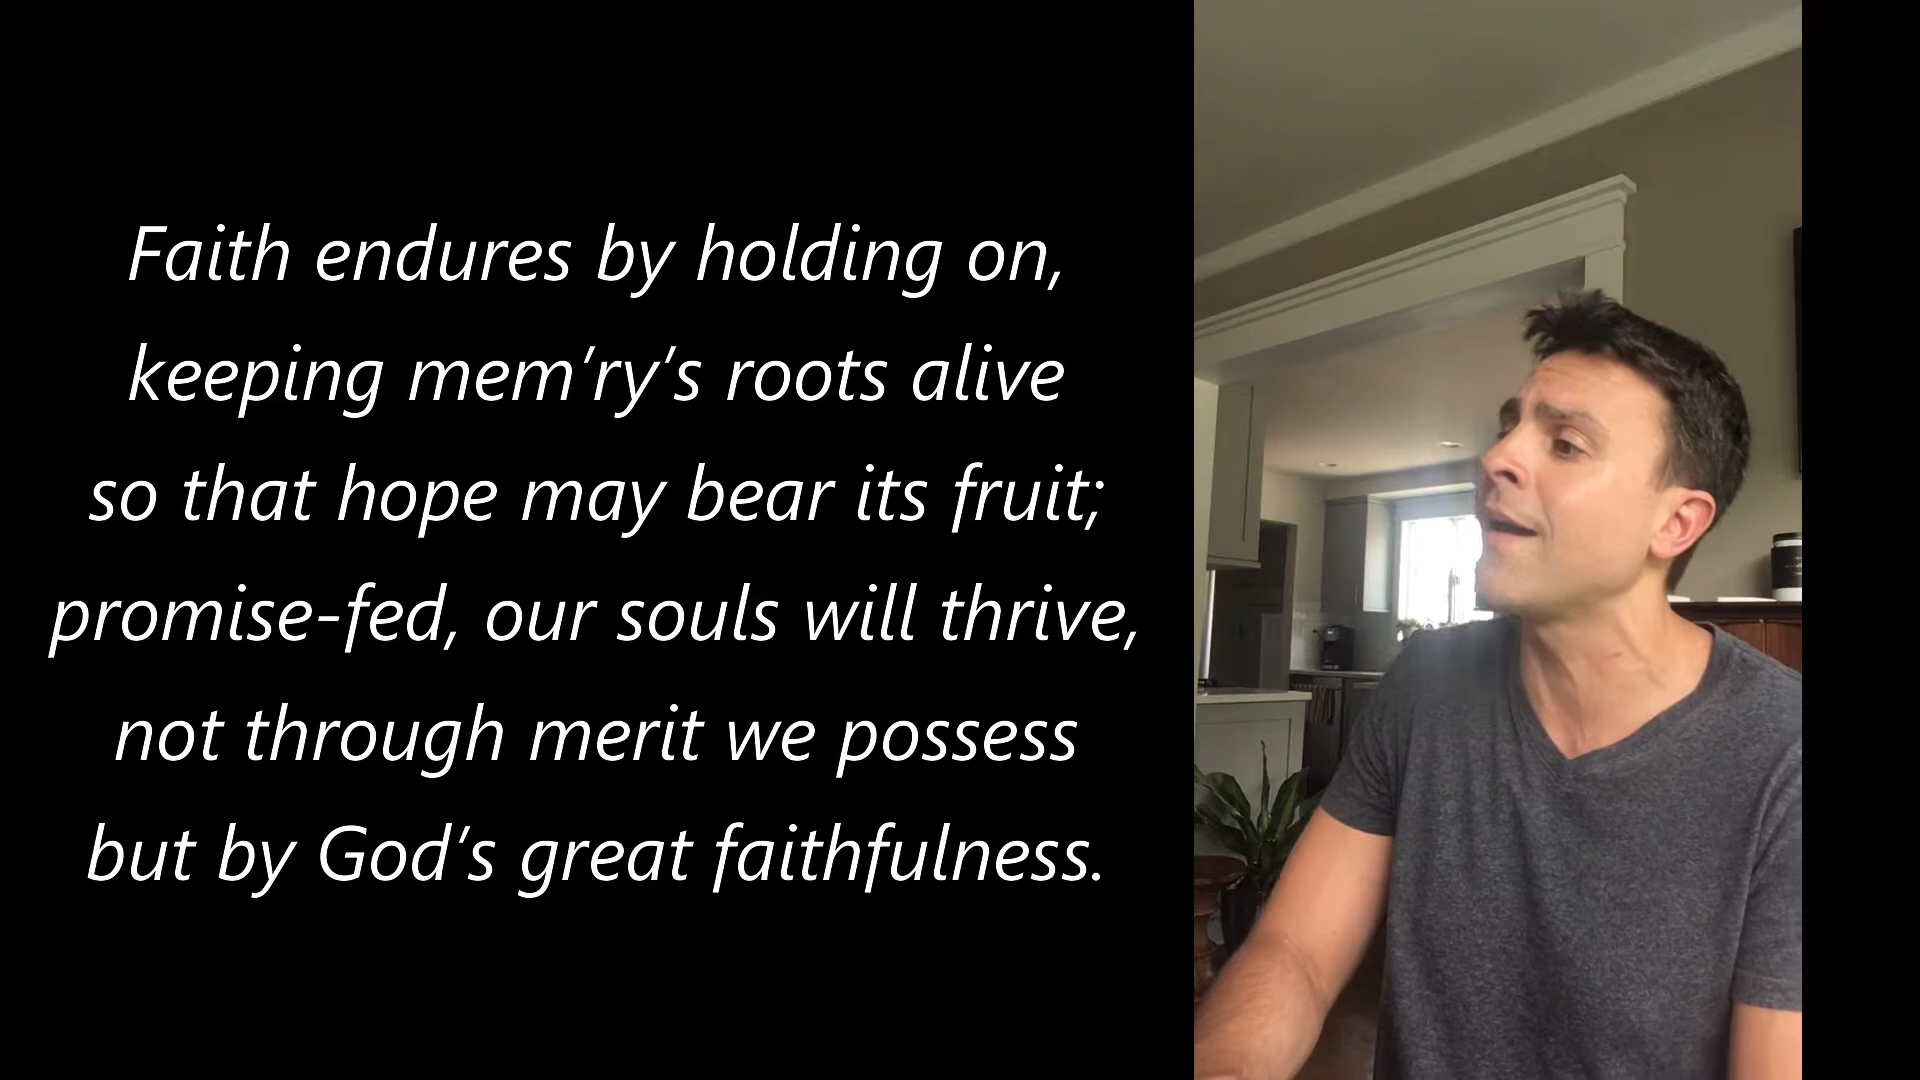 Faith endures by holding on,
keeping mem’ry’s roots alive
so that hope may bear its fruit;
promise-fed, our souls will thrive,
not through merit we possess
but by God’s great faithfulness.